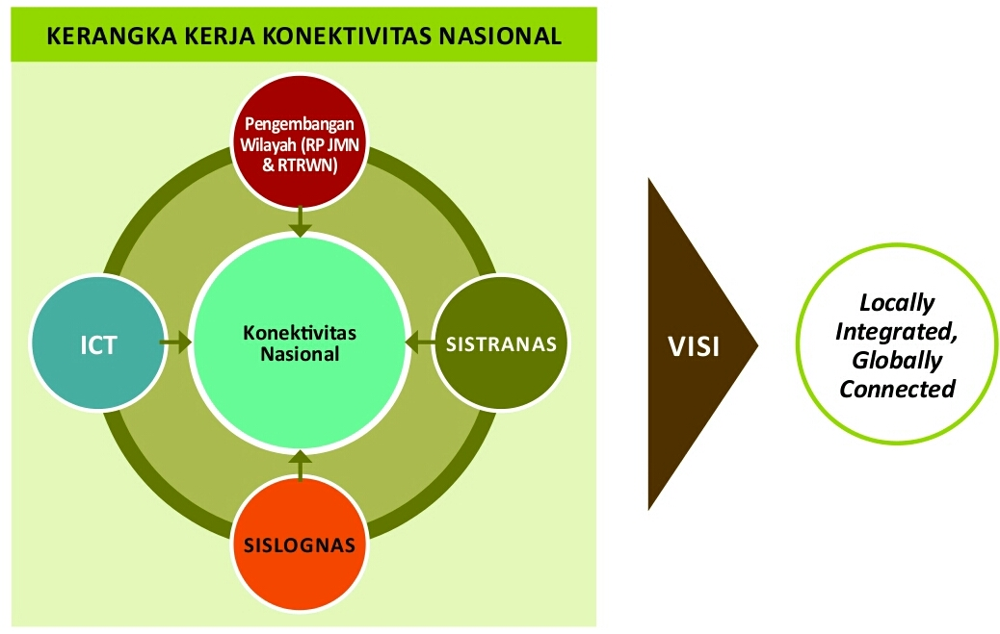 KERANGKA KERJA KONEKTIVITAS NASIONAL
Pengembangan
Wilayah (RP JMN
& RTRWN)
ICT
Konektivitas
Nasional
SISTRANAS
SISLOGNAS
VISI
Locally
Integrated,
Globally
Connected